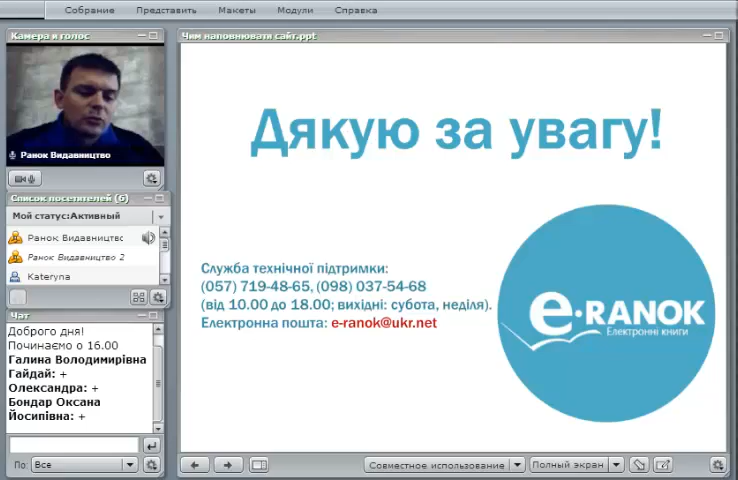 Собрание Представить Макеты Модули Справка
Камера и голос
Ранок Видавництво
Список посетителей (6)
Мой статус:Активный
Ранок Видавництвс
Ранок Видавництво 2
Kateryna
Чат
Доброго дня!
Починаємо о 16.00
Галина Володимирівна
Гайдай: +
Олександра: +
Бондар Оксана
Йосипівна: +
По: Все
Чим наповнювати сайт.ppt
Дякую за увагу!
Служба технічної підтримки:
(057) 719-48-65, (098) 037-54-68
(від 10.00 до 18.00; вихідні: субота, неділя).
Електронна пошта: e-ranok@ukr.net
e·RANOK
Електронні книги
Совместное использование Полный экран